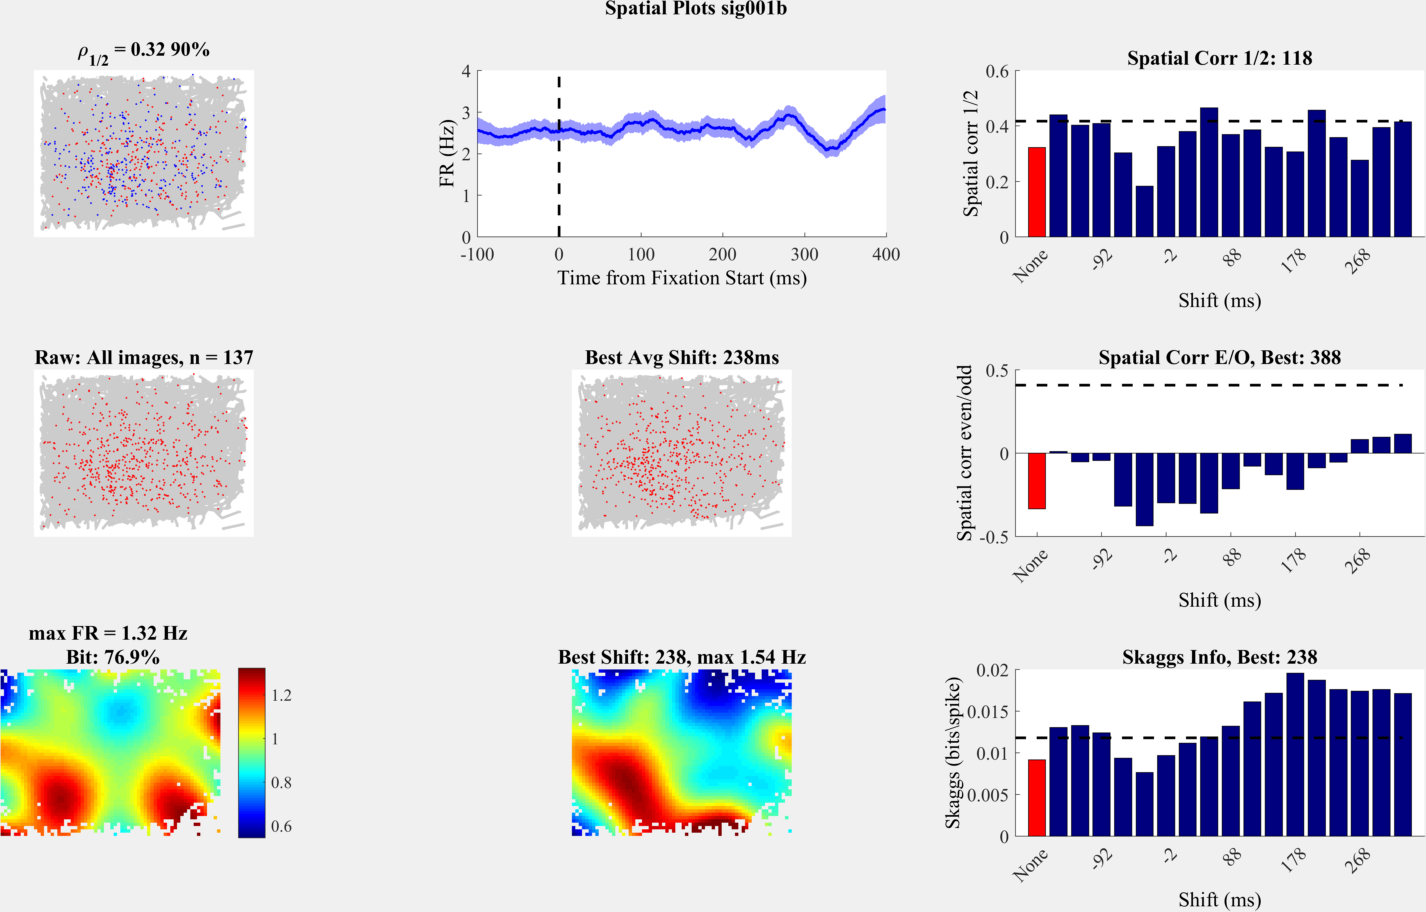 Spatial Plots sig001b
ρ1/2 = 0.32 90%
4
3
2
1
0
FR (Hz)
-100
0
100
200
300
400
Time from Fixation Start (ms)
Spatial Corr 1/2: 118
0.6
0.4
0.2
0
Spatial corr 1/2
None
-92
-2
88
178
268
Shift (ms)
Raw: All images, n = 137
Best Avg Shift: 238ms
Spatial Corr E/O, Best: 388
0.5
0
-0.5
Spatial corr even/odd
None
-92
-2
88
178
268
Shift (ms)
max FR = 1.32 Hz
Bit: 76.9%
1.2
1
0.8
0.6
Best Shift: 238, max 1.54 Hz
Skaggs Info, Best: 238
0.02
0.015
0.01
0.005
0
Skaggs (bits\spike)
None
-92
-2
88
178
268
Shift (ms)